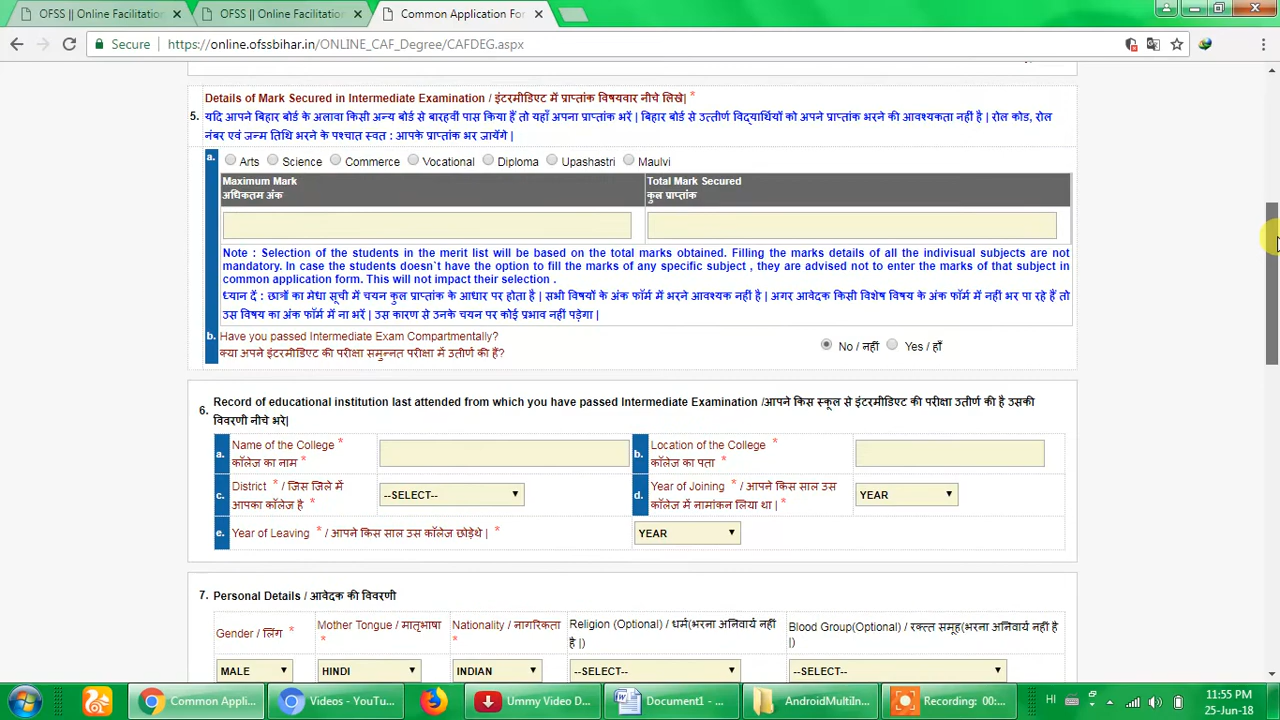 OFSS || Online Facilitation
OFSS || Online Facilitation
Common Application For
Secure
https://online.ofssbihar.in/ONLINE_CAF_Degree/CAFDEG.aspx
5. Details of Mark Secured in Intermediate Examination / इंटरमीडिएट में प्राप्तांक विषयवार नीचे लिखे| *
यदि आपने बिहार बोर्ड के अलावा किसी अन्य बोर्ड से बारहवीं पास किया हैं तो यहाँ अपना प्राप्तांक भरें | बिहार बोर्ड से उत्तीर्ण विद्यार्थियों को अपने प्राप्तांक भरने की आवश्यकता नहीं है | रोल कोड, रोल
नंबर एवं जन्म तिथि भरने के पश्चात स्वत : आपके प्राप्तांक भर जायेंगे |
a. Arts Science Commerce Vocational Diploma Upashastri Maulvi
Maximum Mark
अधिकतम अंक
Total Mark Secured
कुल प्राप्तांक
Note : Selection of the students in the merit list will be based on the total marks obtained. Filling the marks details of all the indivisual subjects are not
mandatory. In case the students doesn`t have the option to fill the marks of any specific subject , they are advised not to enter the marks of that subject in
common application form. This will not impact their selection .
ध्यान दें : छात्रों का मेधा सूची में चयन कुल प्राप्तांक के आधार पर होता है | सभी विषयों के अंक फॉर्म में भरने आवश्यक नहीं है | अगर आवेदक किसी विशेष विषय के अंक फॉर्म में नहीं भर पा रहे हैं तो
उस विषय का अंक फॉर्म में ना भरें | उस कारण से उनके चयन पर कोई प्रभाव नहीं पड़ेगा |
b. Have you passed Intermediate Exam Compartmentally?
क्या अपने इंटरमीडिएट की परीक्षा समुन्नत परीक्षा में उतीर्ण की हैं?
No / नहीं Yes / हाँ
6. Record of educational institution last attended from which you have passed Intermediate Examination /आपने किस स्कूल से इंटरमीडिएट की परीक्षा उतीर्ण की है उसकी
विवरणी नीचे भरे|
a. Name of the College *
कॉलेज का नाम *
b. Location of the College *
कॉलेज का पता *
c. District * / जिस जिले में
आपका कॉलेज है *
--SELECT--
d. Year of Joining * / आपने किस साल उस
कॉलेज में नामांकन लिया था | *
YEAR
e. Year of Leaving * / आपने किस साल उस कॉलेज छोड़ेथे | *
YEAR
7. Personal Details / आवेदक की विवरणी
Gender / लिंग *
Mother Tongue / मातृभाषा *
Nationality / नागरिकता *
Religion (Optional) / धर्म(भरना अनिवार्य नहीं
है |)
Blood Group(Optional) / रक्त्त समूह(भरना अनिवार्य नहीं है
|)
MALE HINDI INDIAN --SELECT-- --SELECT--
Common Appli...
Videos - YouTu...
Ummy Video D...
Document1 - ...
AndroidMultiIn...
Recording: 00:...
HI
11:55 PM
25-Jun-18